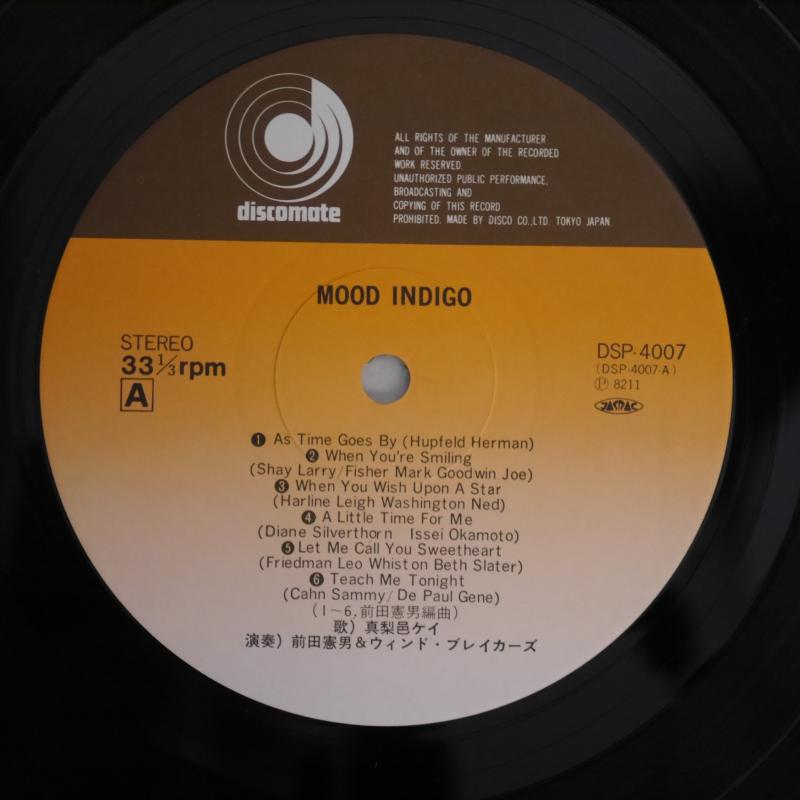 discomate
ALL RIGHTS OF THE MANUFACTURER
AND OF THE OWNER OF THE RECORDED
WORK RESERVED.
UNAUTHORIZED PUBLIC PERFORMANCE,
BROADCASTING AND
COPYING OF THIS RECORD
PROHIBITED. MADE BY DISCO CO.,LTD. TOKYO JAPAN.
MOOD INDIGO
STEREO
33 1/3 rpm
A
DSP-4007
(DSP-4007-A)
Ⓟ 8211
JASRAC
❶ As Time Goes By (Hupfeld Herman)
❷ When You're Smiling
(Shay Larry/Fisher Mark Goodwin Joe)
❸ When You Wish Upon A Star
(Harline Leigh Washington Ned)
❹ A Little Time For Me
(Diane Silverthorn Issei Okamoto)
❺ Let Me Call You Sweetheart
(Friedman Leo Whist on Beth Slater)
❻ Teach Me Tonight
(Cahn Sammy/De Paul Gene)
(1～6.前田憲男編曲)
歌）真梨邑ケイ
演奏）前田憲男＆ウィンド・ブレイカーズ